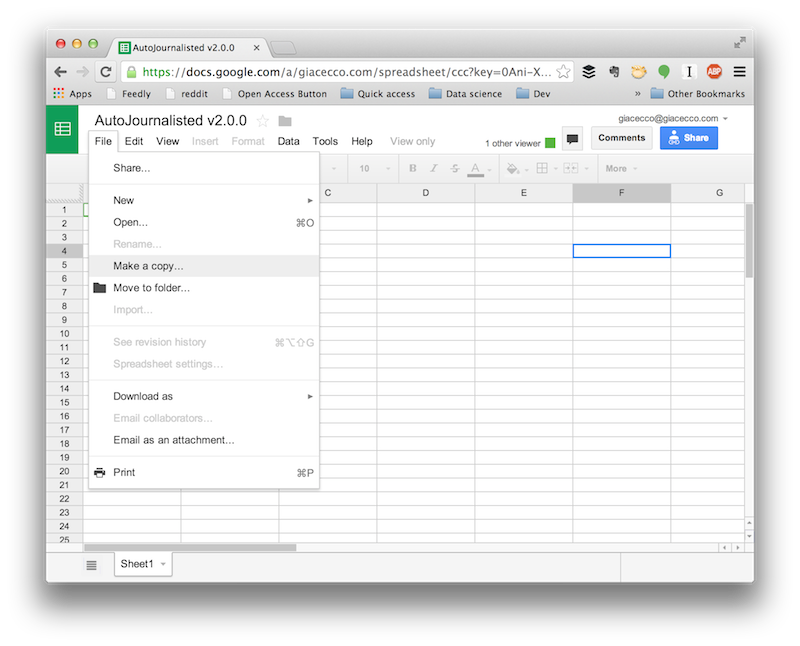 AutoJournalisted v2.0.0
https://docs.google.com/a/giacecco.com/spreadsheet/ccc?key=0Ani-X...
ABP
Apps Feedly reddit Open Access Button Quick access Data science Dev » Other Bookmarks
AutoJournalisted v2.0.0
giacecco@giacecco.com
File Edit View Insert Format Data Tools Help View only
1 other viewer
Comments
Share
Share...
10 B I S A More
New
Open... ⌘O
Rename...
Make a copy...
Move to folder...
Import...
See revision history ⌘⌥⇧G
Spreadsheet settings...
Download as
Email collaborators...
Email as an attachment...
Print ⌘P
C D E F G
1
2
3
4
5
6
7
8
9
10
11
12
13
14
15
16
17
18
19
20
21
22
23
24
25
Sheet1